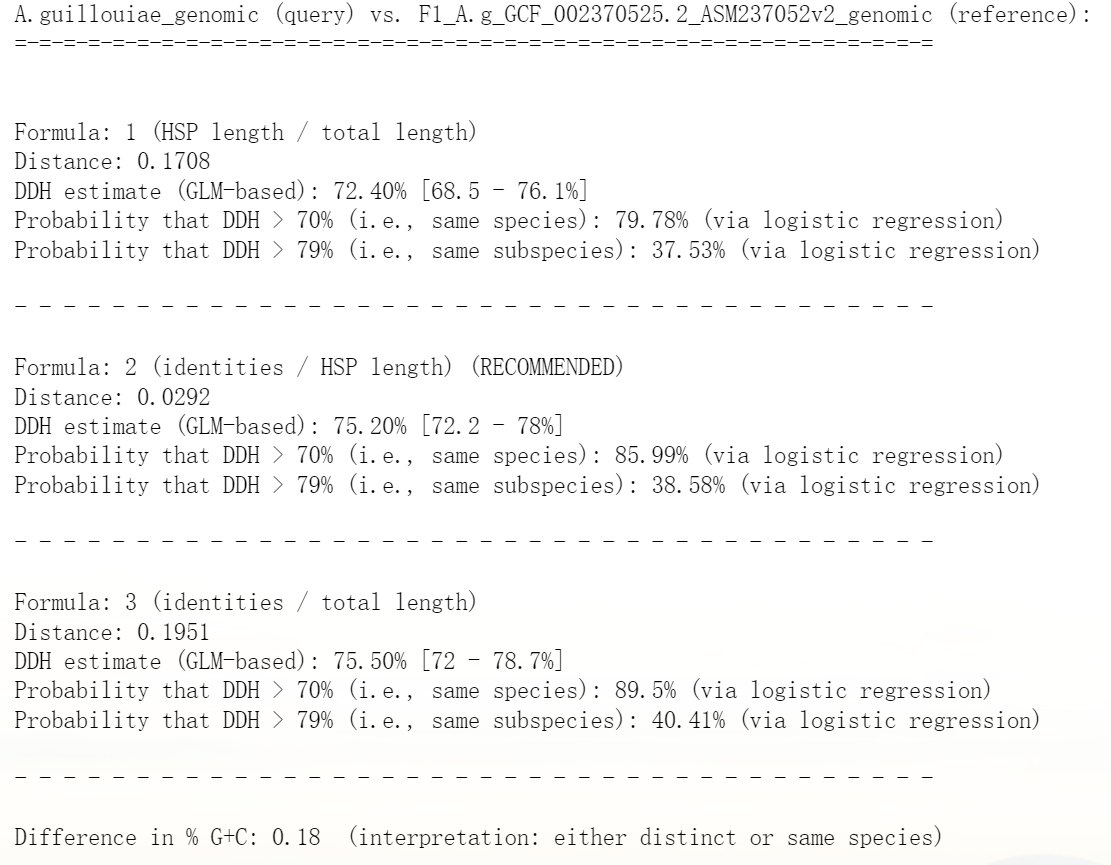 A.guillouiae_genomic (query) vs. F1_A.g_GCF_002370525.2_ASM237052v2_genomic (reference):
=-=-=-=-=-=-=-=-=-=-=-=-=-=-=-=-=-=-=-=-=-=-=-=-=-=-=-=-=-=-=-=-=-=-=-=-=-=
Formula: 1 (HSP length / total length)
Distance: 0.1708
DDH estimate (GLM-based): 72.40% [68.5 - 76.1%]
Probability that DDH > 70% (i.e., same species): 79.78% (via logistic regression)
Probability that DDH > 79% (i.e., same subspecies): 37.53% (via logistic regression)
- - - - - - - - - - - - - - - - - - - - - - - - - - - - - - - - - - - - - -
Formula: 2 (identities / HSP length) (RECOMMENDED)
Distance: 0.0292
DDH estimate (GLM-based): 75.20% [72.2 - 78%]
Probability that DDH > 70% (i.e., same species): 85.99% (via logistic regression)
Probability that DDH > 79% (i.e., same subspecies): 38.58% (via logistic regression)
- - - - - - - - - - - - - - - - - - - - - - - - - - - - - - - - - - - - - -
Formula: 3 (identities / total length)
Distance: 0.1951
DDH estimate (GLM-based): 75.50% [72 - 78.7%]
Probability that DDH > 70% (i.e., same species): 89.5% (via logistic regression)
Probability that DDH > 79% (i.e., same subspecies): 40.41% (via logistic regression)
- - - - - - - - - - - - - - - - - - - - - - - - - - - - - - - - - - - - - -
Difference in % G+C: 0.18  (interpretation: either distinct or same species)